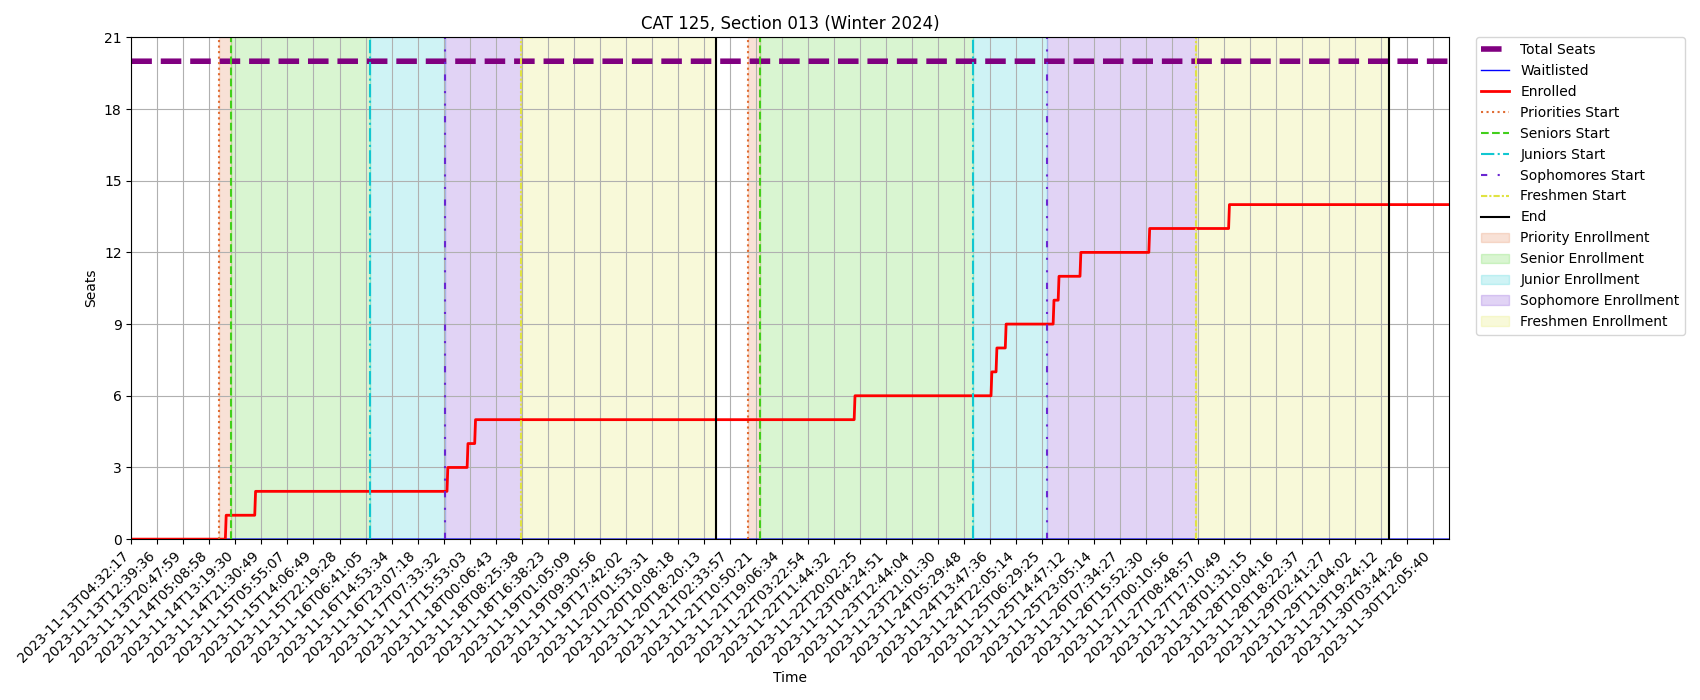 CAT 125, Section 013 (Winter 2024)
21
18
15
12
9
6
3
0
Seats
2023-11-13T04:32:17
2023-11-13T12:39:36
2023-11-13T20:47:59
2023-11-14T05:08:58
2023-11-14T13:19:30
2023-11-14T21:30:49
2023-11-15T05:55:07
2023-11-15T14:06:49
2023-11-15T22:19:28
2023-11-16T06:41:05
2023-11-16T14:53:34
2023-11-16T23:07:18
2023-11-17T07:33:32
2023-11-17T15:53:03
2023-11-18T00:06:43
2023-11-18T08:25:38
2023-11-18T16:38:23
2023-11-19T01:05:09
2023-11-19T09:30:56
2023-11-19T17:42:02
2023-11-20T01:53:31
2023-11-20T10:08:18
2023-11-20T18:20:13
2023-11-21T02:33:57
2023-11-21T10:50:21
2023-11-21T19:06:34
2023-11-22T03:22:54
2023-11-22T11:44:32
2023-11-22T20:02:25
2023-11-23T04:24:51
2023-11-23T12:44:04
2023-11-23T21:01:30
2023-11-24T05:29:48
2023-11-24T13:47:36
2023-11-24T22:05:14
2023-11-25T06:29:25
2023-11-25T14:47:12
2023-11-25T23:05:14
2023-11-26T07:34:27
2023-11-26T15:52:30
2023-11-27T00:10:56
2023-11-27T08:48:57
2023-11-27T17:10:49
2023-11-28T01:31:15
2023-11-28T10:04:16
2023-11-28T18:22:37
2023-11-29T02:41:27
2023-11-29T11:04:02
2023-11-29T19:24:12
2023-11-30T03:44:26
2023-11-30T12:05:40
Time
Total Seats
Waitlisted
Enrolled
Priorities Start
Seniors Start
Juniors Start
Sophomores Start
Freshmen Start
End
Priority Enrollment
Senior Enrollment
Junior Enrollment
Sophomore Enrollment
Freshmen Enrollment